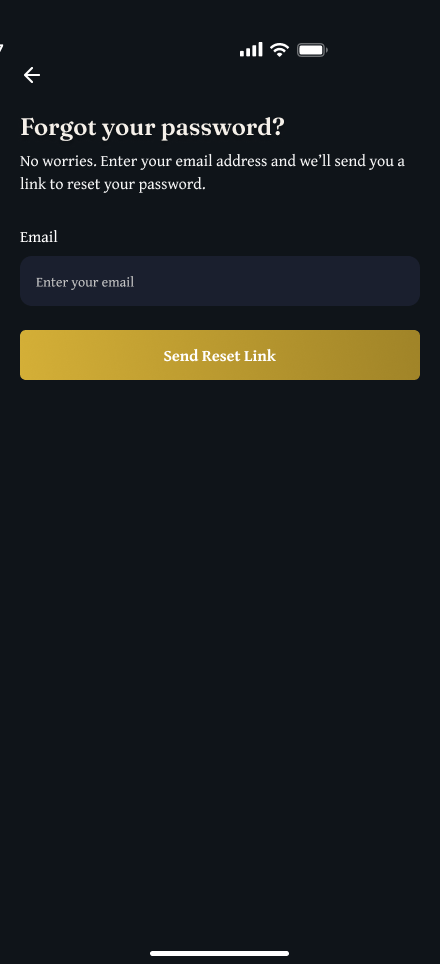 Forgot your password?
No worries. Enter your email address and we’ll send you a
link to reset your password.
Email
Enter your email
Send Reset Link